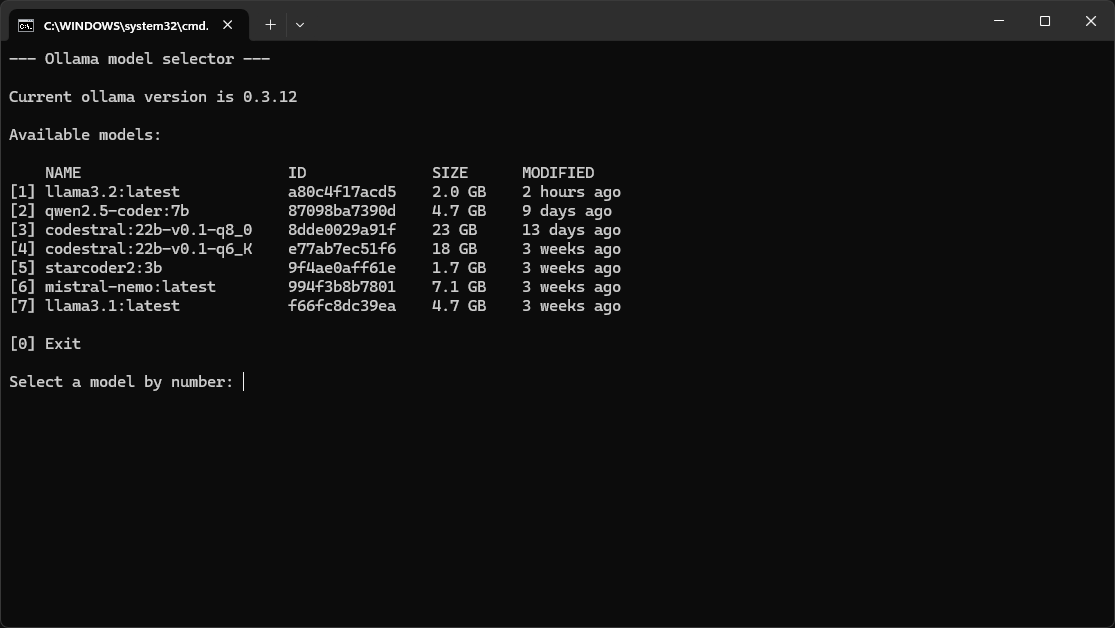 C:\WINDOWS\system32\cmd.
--- Ollama model selector ---
Current ollama version is 0.3.12
Available models:
    NAME                       ID              SIZE      MODIFIED
[1] llama3.2:latest            a80c4f17acd5    2.0 GB    2 hours ago
[2] qwen2.5-coder:7b           87098ba7390d    4.7 GB    9 days ago
[3] codestral:22b-v0.1-q8_0    8dde0029a91f    23 GB     13 days ago
[4] codestral:22b-v0.1-q6_K    e77ab7ec51f6    18 GB     3 weeks ago
[5] starcoder2:3b              9f4ae0aff61e    1.7 GB    3 weeks ago
[6] mistral-nemo:latest        994f3b8b7801    7.1 GB    3 weeks ago
[7] llama3.1:latest            f66fc8dc39ea    4.7 GB    3 weeks ago
[0] Exit
Select a model by number: